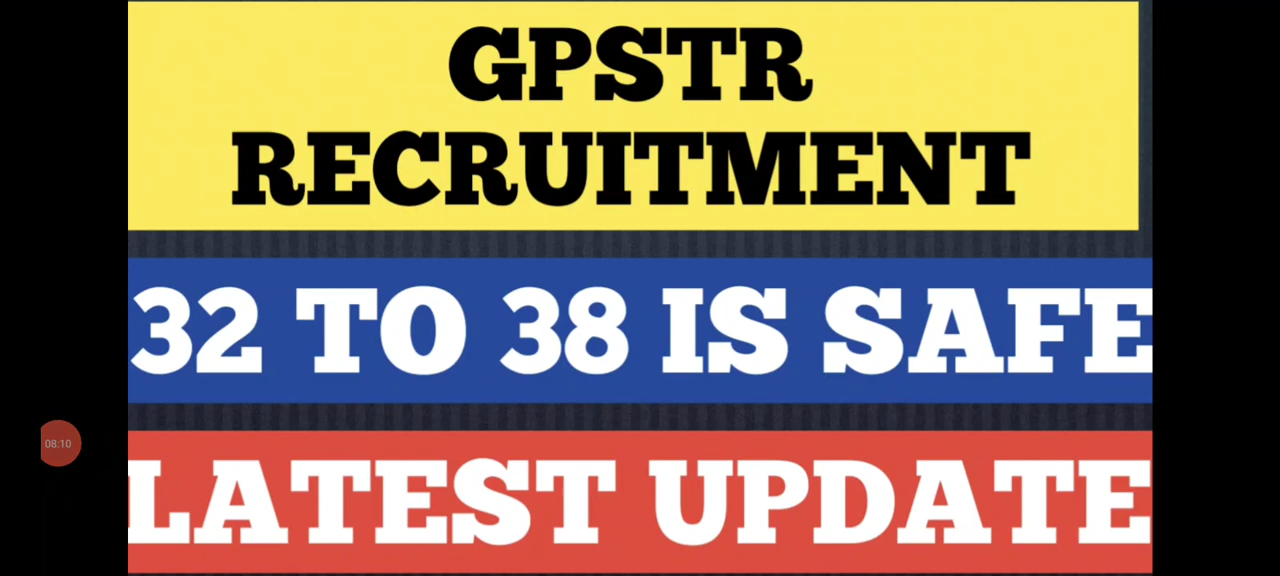 GPSTR
RECRUITMENT
32 TO 38 IS SAFE
08:10
LATEST UPDATE